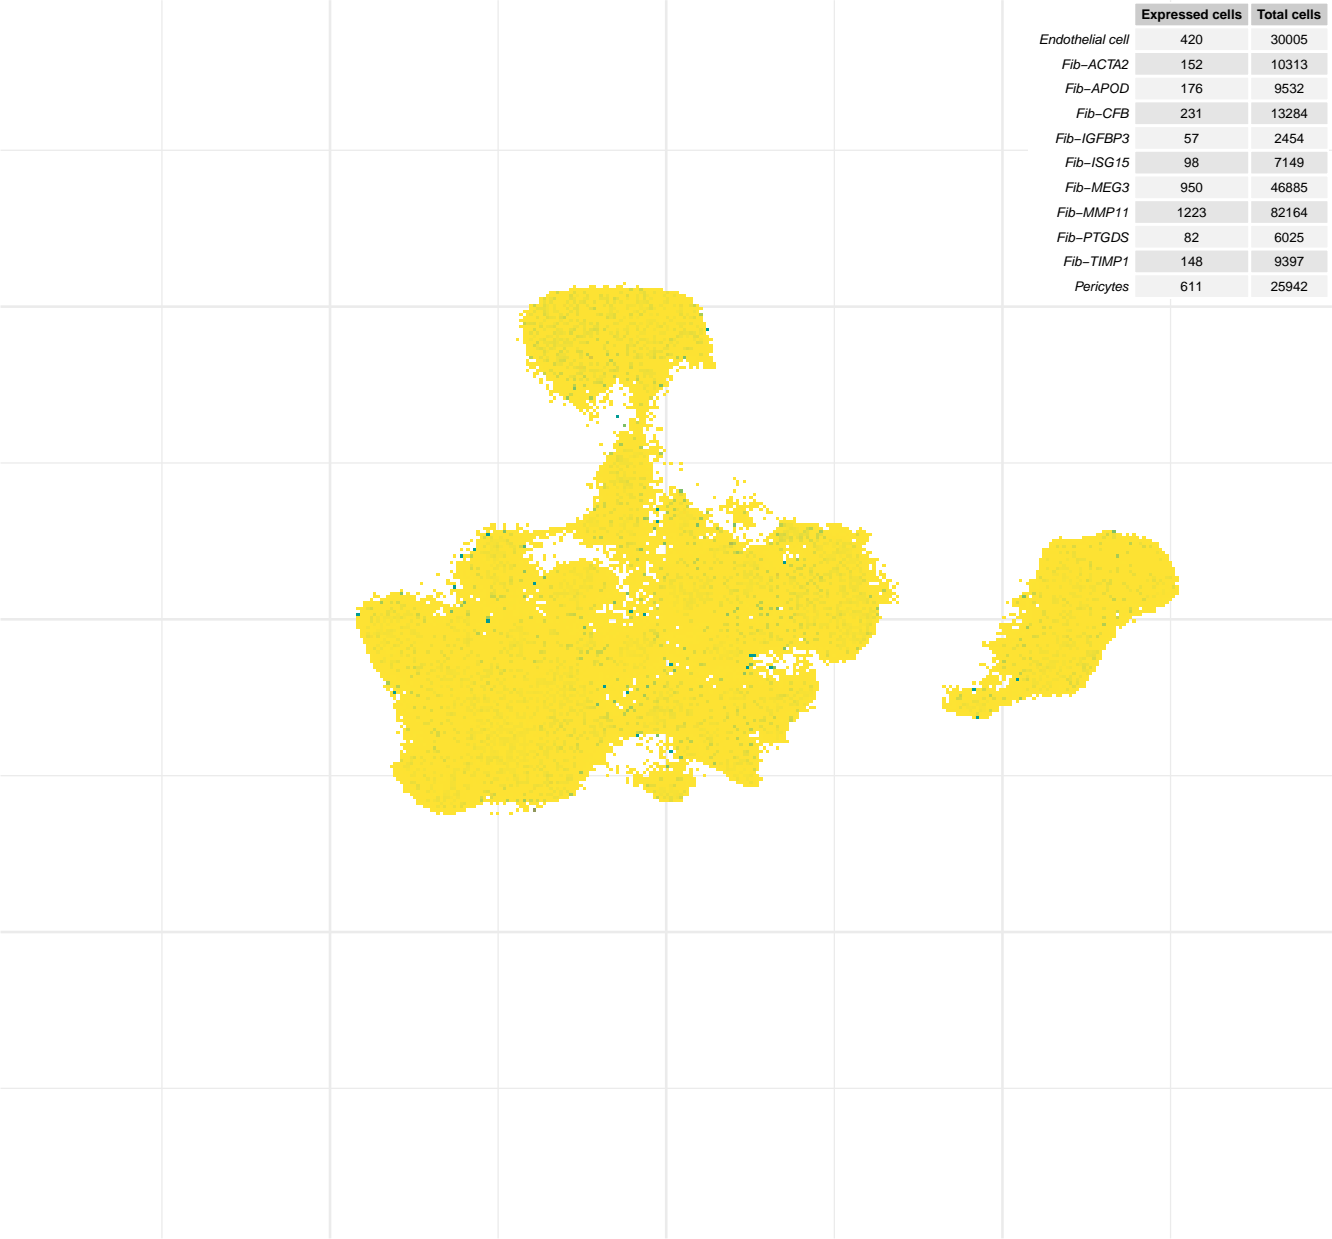 Expressed cells Total cells
Endothelial cell 420 30005
Fib−ACTA2 152 10313
Fib−APOD 176 9532
Fib−CFB 231 13284
Fib−IGFBP3 57 2454
Fib−ISG15 98 7149
Fib−MEG3 950 46885
Fib−MMP11 1223 82164
Fib−PTGDS 82 6025
Fib−TIMP1 148 9397
Pericytes 611 25942